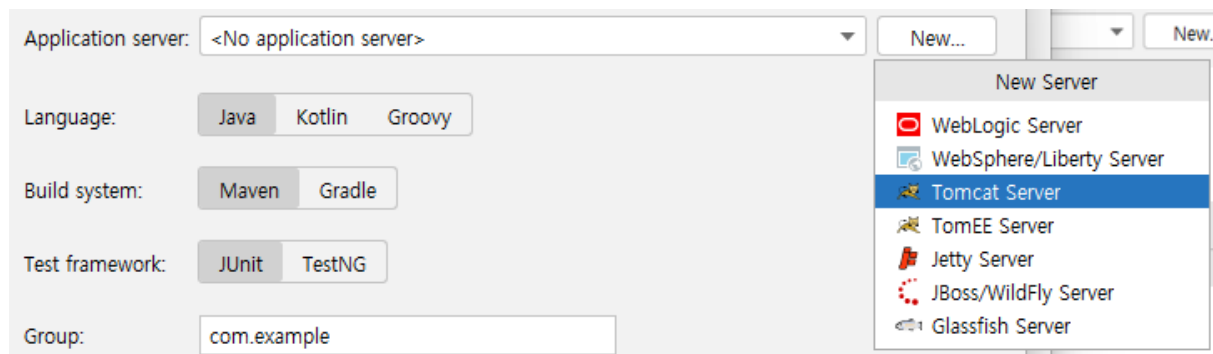 Application server: <No application server> New... New.
New Server
Language: Java Kotlin Groovy
WebLogic Server
WebSphere/Liberty Server
Build system: Maven Gradle
Tomcat Server
TomEE Server
Test framework: JUnit TestNG
Jetty Server
JBoss/WildFly Server
Group: com.example
Glassfish Server